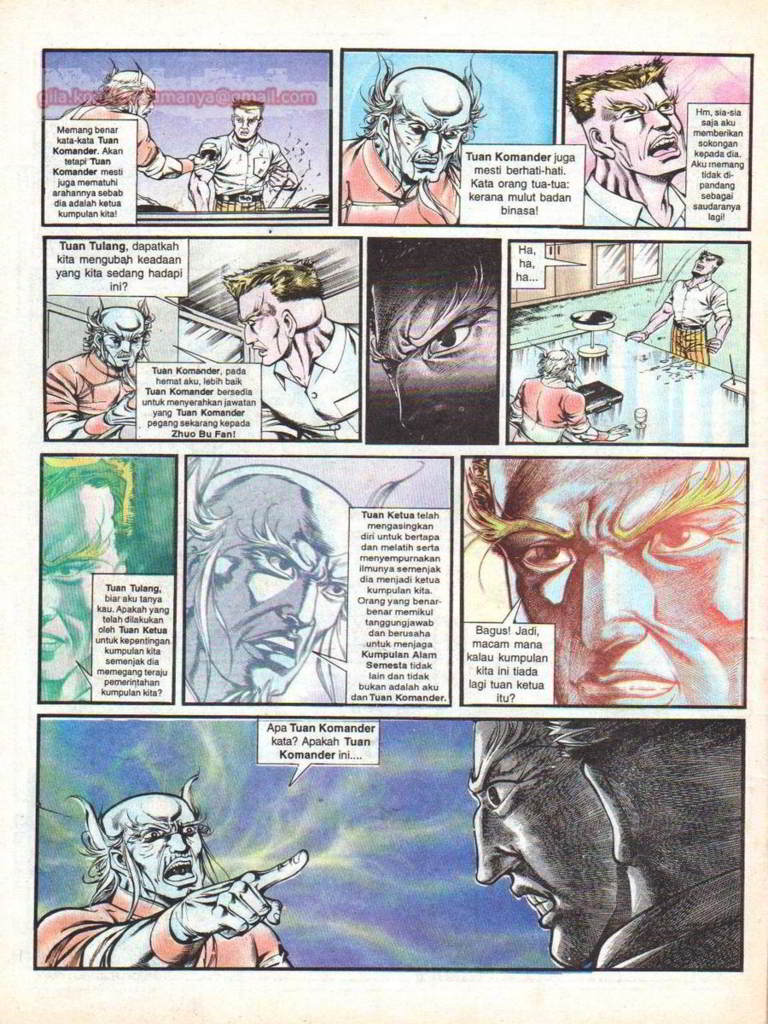 Memang benar
kata-kata Tuan
Komander. Akan
tetapi Tuan
Komander mesti
juga mematuhi
arahannya sebab
dia adalah ketua
kumpulan kita!
Tuan Komander juga
mesti berhati-hati.
Kata orang tua-tua:
kerana mulut badan
binasa!
Hm, sia-sia
saja aku
memberikan
sokongan
kepada dia.
Aku memang
tidak di-
pandang
sebagai
saudaranya
lagi!
Tuan Tulang, dapatkah
kita mengubah keadaan
yang kita sedang hadapi
ini?
Tuan Komander, pada
hemat aku, lebih baik
Tuan Komander bersedia
untuk menyerahkan jawatan
yang Tuan Komander
pegang sekarang kepada
Zhuo Bu Fan!
Ha,
ha,
ha...
Tuan Tulang,
biar aku tanya
kau. Apakah yang
telah dilakukan
oleh Tuan Ketua
untuk kepentingan
kumpulan kita
semenjak dia
memegang teraju
pemerintahan
kumpulan kita?
Tuan Ketua telah
mengasingkan
diri untuk bertapa
dan melatih serta
menyempurnakan
ilmunya semenjak
dia menjadi ketua
kumpulan kita.
Orang yang benar-
benar memikul
tanggungjawab
dan berusaha
untuk menjaga
Kumpulan Alam
Semesta tidak
lain dan tidak
bukan adalah aku
dan Tuan Komander.
Bagus! Jadi,
macam mana
kalau kumpulan
kita ini tiada
lagi tuan ketua
itu?
Apa Tuan Komander
kata? Apakah Tuan
Komander ini....